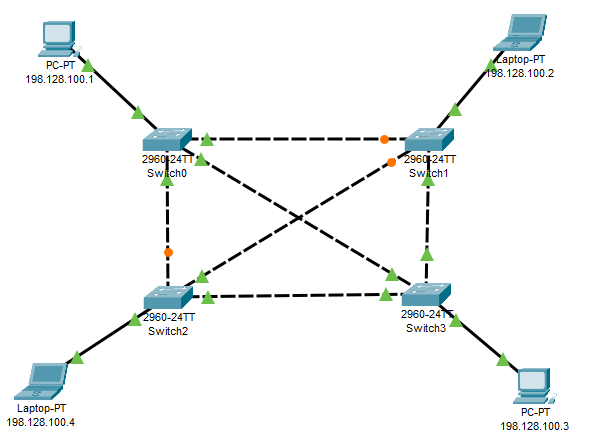 PC-PT
198.128.100.1
Laptop-PT
198.128.100.2
2960-24TT
Switch0
2960-24TT
Switch1
2960-24TT
Switch2
2960-24TT
Switch3
Laptop-PT
198.128.100.4
PC-PT
198.128.100.3